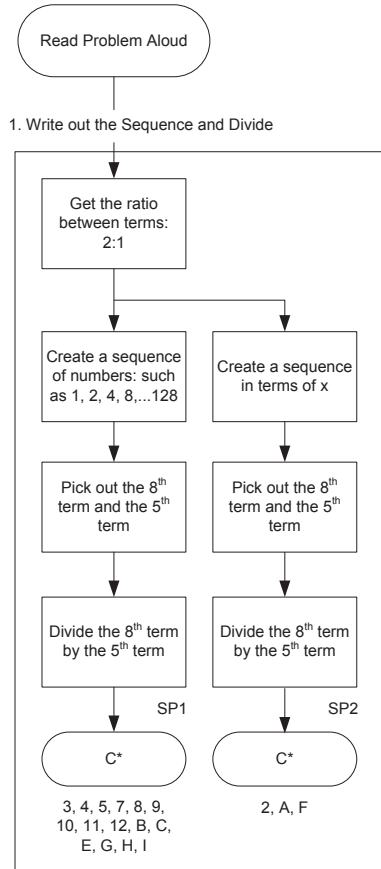 Read Problem Aloud
1. Write out the Sequence and Divide
Get the ratio
between terms:
2:1
Create a sequence
of numbers: such
as 1, 2, 4, 8,...128
Pick out the 8th
term and the 5th
term
Divide the 8th term
by the 5th term
SP1
C*
3, 4, 5, 7, 8, 9,
10, 11, 12, B, C,
E, G, H, I
Create a sequence
in terms of x
Pick out the 8th
term and the 5th
term
Divide the 8th term
by the 5th term
SP2
C*
2, A, F